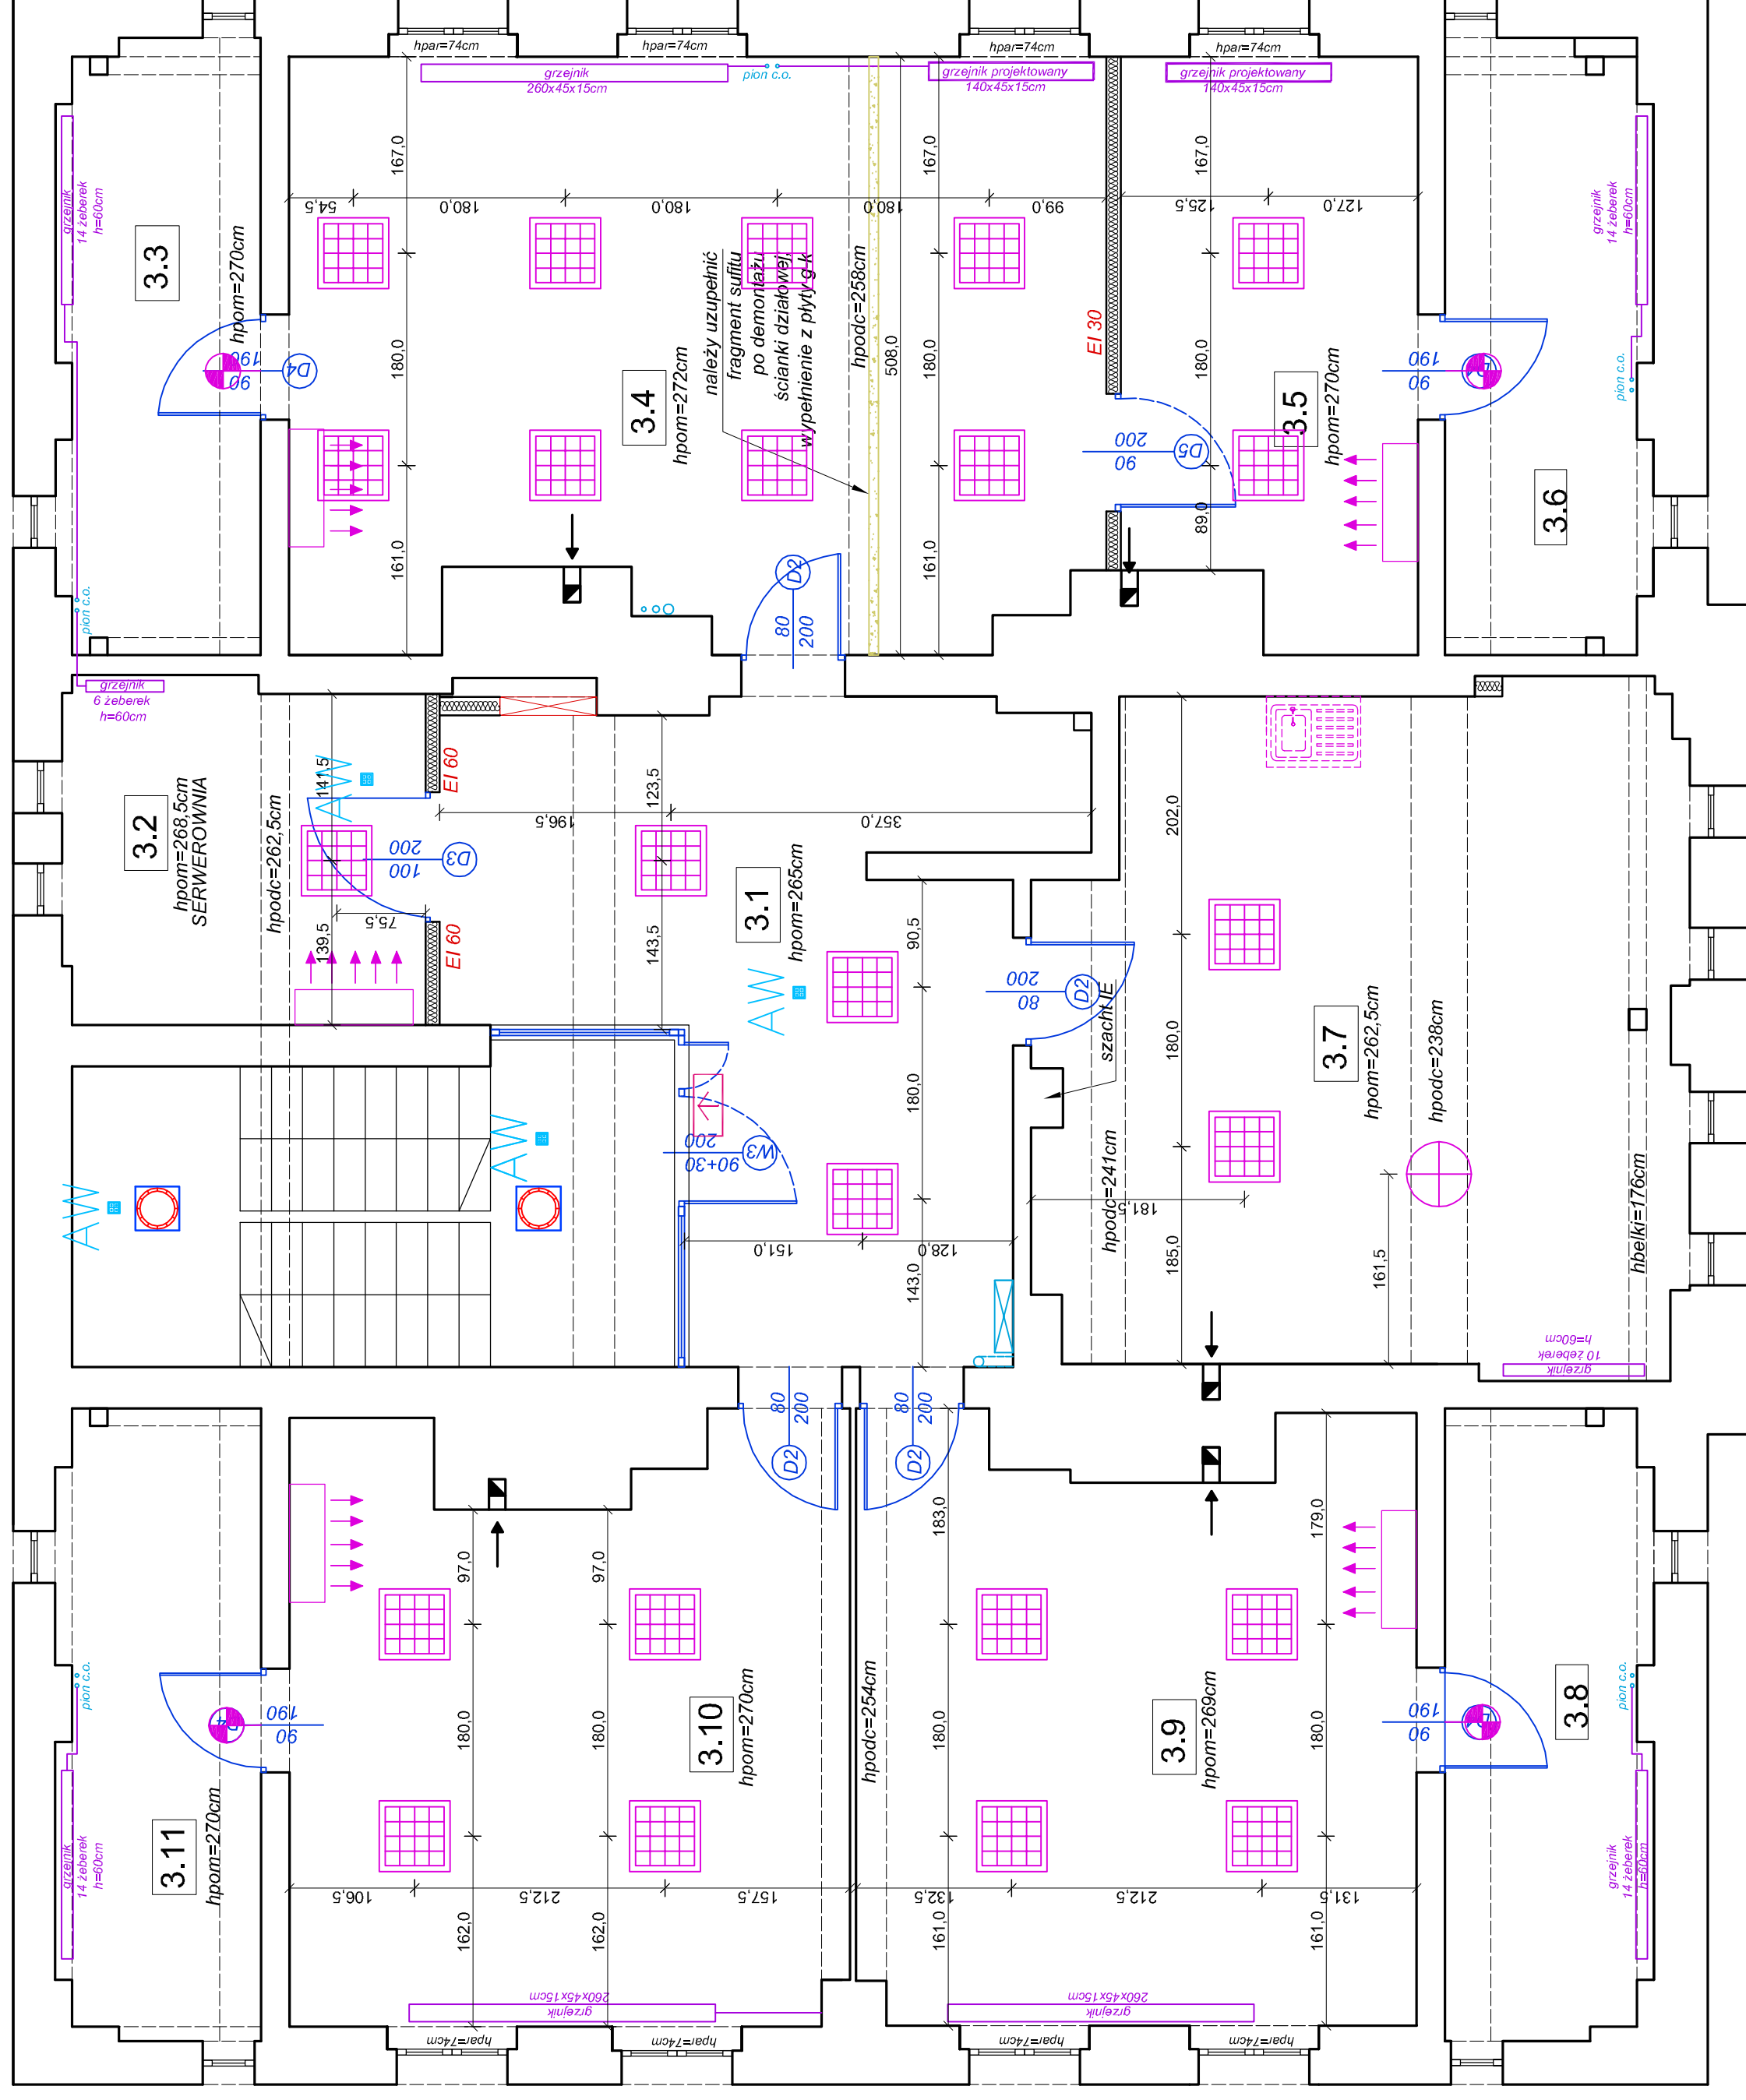 hpar=74cm
hpar=74cm
hpar=74cm
hpar=74cm
grzejnik
260x45x15cm
pion c.o.
grzejnik projektowany
140x45x15cm
grzejnik projektowany
140x45x15cm
grzejnik
14 żeberek
h=60cm
3.3
hpom=270cm
90
190
D4
pion c.o.
167,0
180,0
161,0
54,5
180,0
180,0
180,0
99,0
3.4
hpom=272cm
należy uzupełnić
fragment sufitu
po demontażu
ścianki działowej,
wypełnienie z płyty g-k
hpodc=258cm
508,0
167,0
180,0
161,0
EI 30
D2
80
200
167,0
180,0
89,0
125,5
127,0
3.5
hpom=270cm
90
200
D5
90
190
grzejnik
14 żeberek
h=60cm
pion c.o.
3.6
grzejnik
6 żeberek
h=60cm
3.2
hpom=268,5cm
SERWEROWNIA
hpodc=262,5cm
141,5
139,5
75,5
AW
EI 60
EI 60
100
200
D3
196,5
357,0
123,5
143,5
3.1
hpom=265cm
AW
90,5
180,0
143,0
151,0
128,0
90+30
200
W3
AW
AW
80
200
D2
szacht IE
hpodc=241cm
181,5
202,0
180,0
185,0
3.7
hpom=262,5cm
hpodc=238cm
161,5
hbelki=176cm
grzejnik
10 żeberek
h=60cm
D2
80
200
D2
80
200
3.11
hpom=270cm
90
190
pion c.o.
grzejnik
14 żeberek
h=60cm
97,0
180,0
162,0
97,0
180,0
162,0
106,5
212,5
157,5
3.10
hpom=270cm
hpodc=254cm
183,0
180,0
161,0
132,5
212,5
131,5
3.9
hpom=269cm
179,0
180,0
161,0
90
190
3.8
pion c.o.
grzejnik
14 żeberek
h=60cm
grzejnik
260x45x15cm
grzejnik
260x45x15cm
hpar=74cm
hpar=74cm
hpar=74cm
hpar=74cm